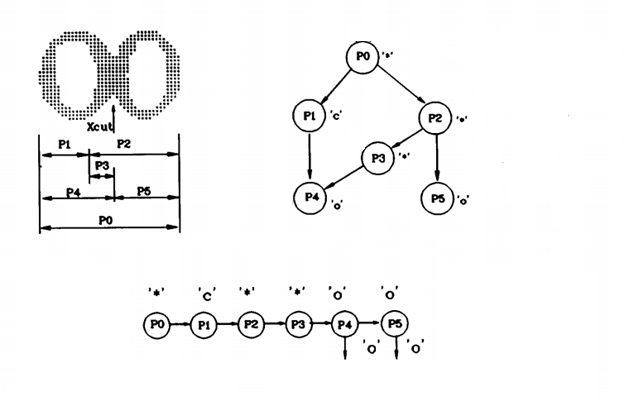 P0 '*'
Xcut
P1 P2
P1 'c' P2 '*'
P3
P3 '*'
P4 P5
P4 'o' P5 'o'
P0
'*' 'C' '*' '*' 'O' 'O'
P0 P1 P2 P3 P4 P5
'O' 'O'